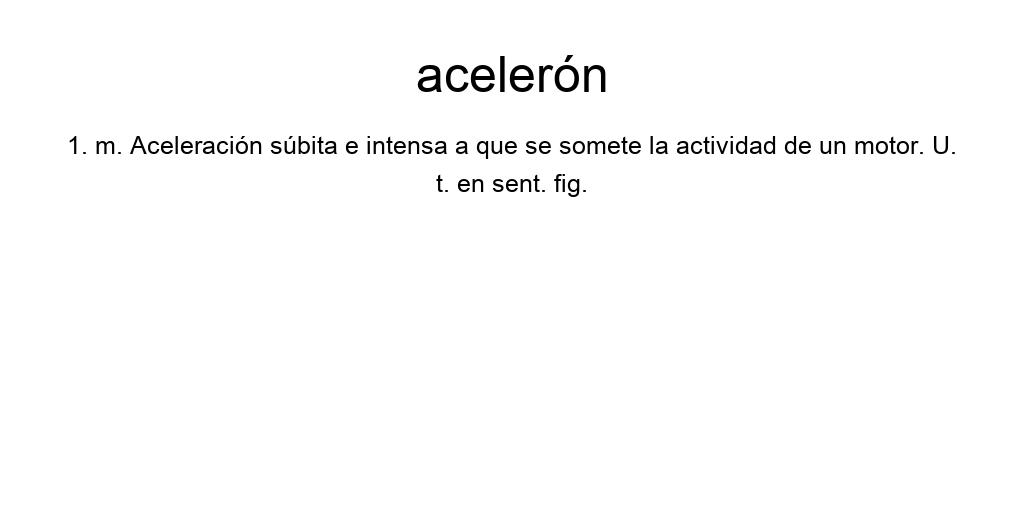 acelerón
1. m. Aceleración súbita e intensa a que se somete la actividad de un motor. U.
t. en sent. fig.